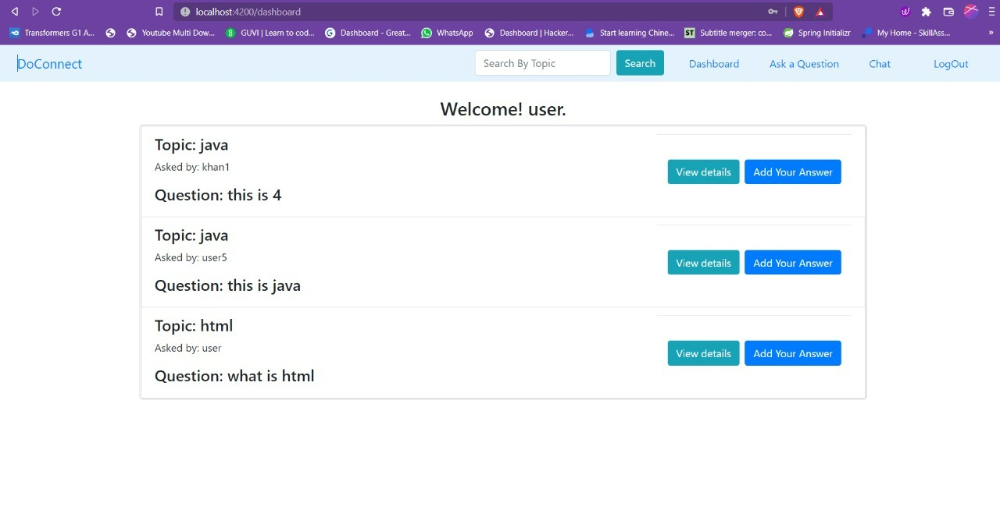 localhost:4200/dashboard
Transformers G1 A... Youtube Multi Dow... GUVI | Learn to cod... Dashboard - Great... WhatsApp Dashboard | Hacker... Start learning Chine... ST Subtitle merger: co... Spring Initializr My Home - SkillAss... »
DoConnect Search By Topic Search Dashboard Ask a Question Chat LogOut
Welcome! user.
Topic: java
Asked by: khan1
View details Add Your Answer
Question: this is 4
Topic: java
Asked by: user5
View details Add Your Answer
Question: this is java
Topic: html
Asked by: user
View details Add Your Answer
Question: what is html